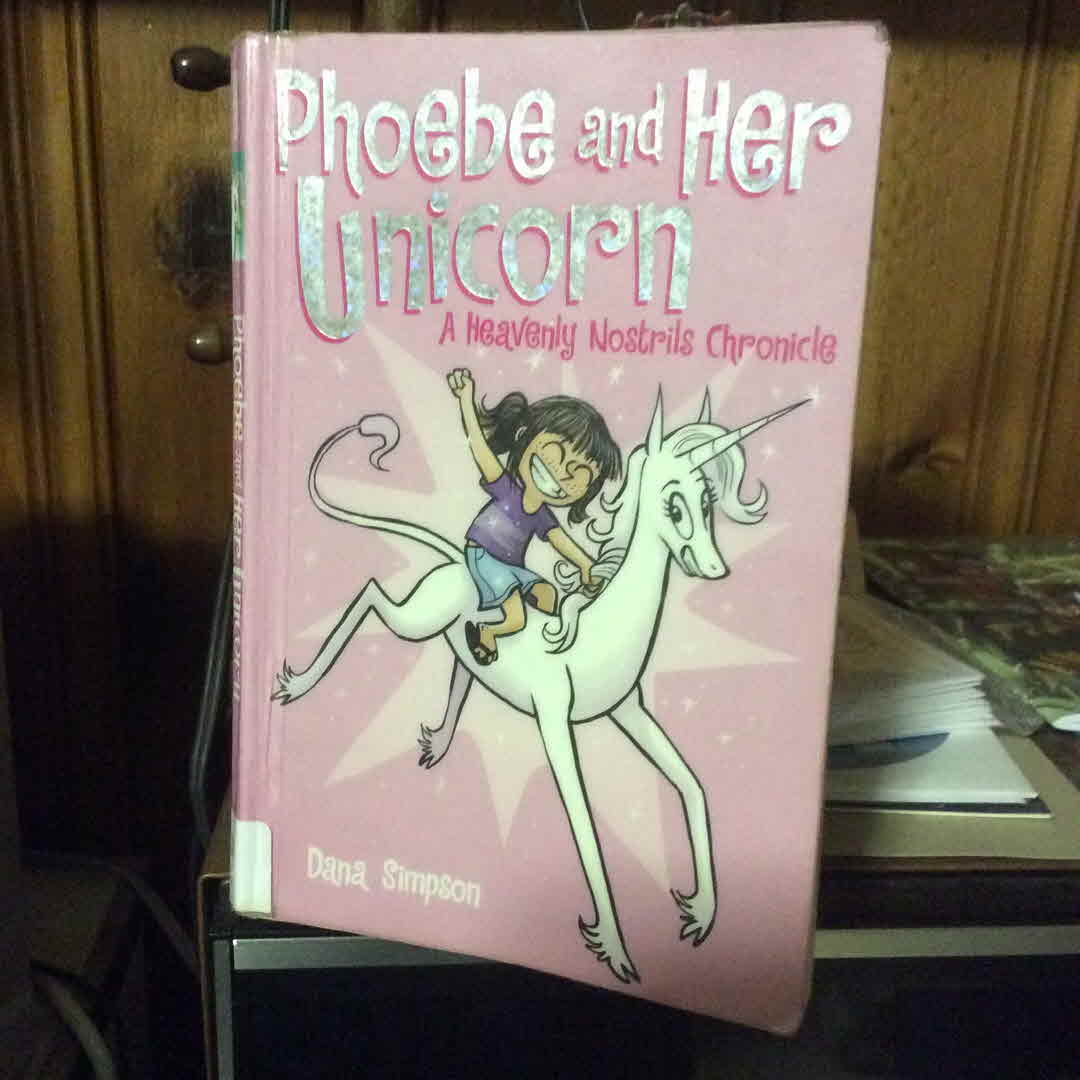 Phoebe and Her
Unicorn
A Heavenly Nostrils Chronicle
Dana Simpson
Phoebe and Her Unicorn